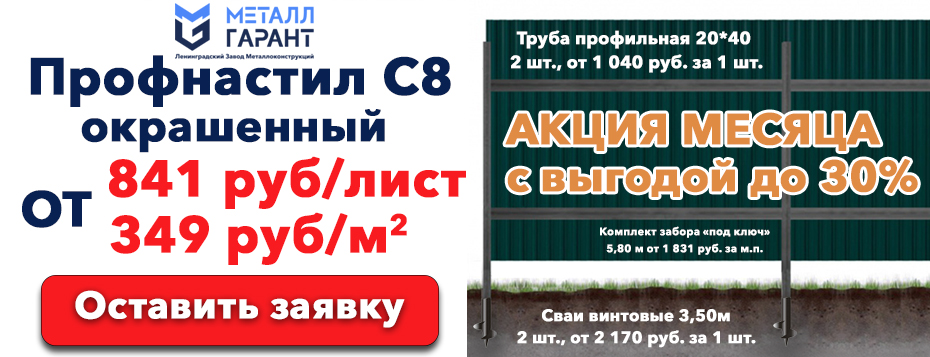 МЕТАЛЛ
ГАРАНТ
Ленинградский Завод Металлоконструкций
Профнастил С8
окрашенный
ОТ
841 руб/лист
349 руб/м²
Оставить заявку
Труба профильная 20*40
2 шт., от 1 040 руб. за 1 шт.
АКЦИЯ МЕСЯЦА
с выгодой до 30%
Комплект забора «под ключ»
5,80 м от 1 831 руб. за м.п.
Сваи винтовые 3,50м
2 шт., от 2 170 руб. за 1 шт.